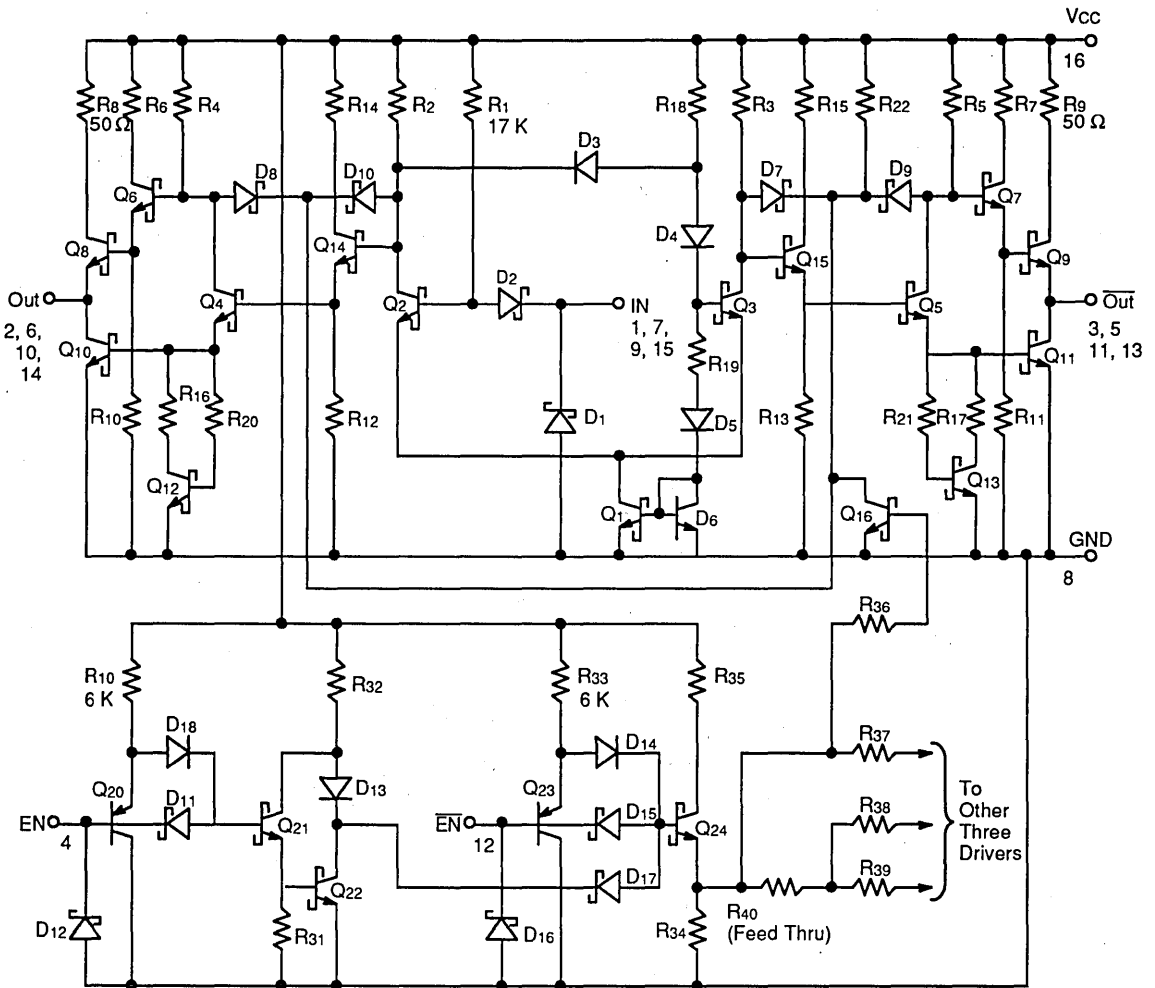 Vcc
16
R8
50 Ω
R6
R4
R14
R2
R1
17 K
R18
R3
R15
R22
R5
R7
R9
50 Ω
D3
Q6
D8
D10
D7
D9
Q7
Q8
Q14
D4
Q15
Q9
Out
2, 6,
10,
14
Q4
Q2
D2
IN
1, 7,
9, 15
Q3
Q5
Out
3, 5
11, 13
Q10
Q11
R19
R10
R16
R20
R12
D1
D5
R13
R21
R17
R11
Q12
Q1
D6
Q16
Q13
GND
8
R36
R10
6 K
R32
R33
6 K
R35
D18
D14
R37
Q20
D11
D13
Q23
D15
R38
To
Other
Three
Drivers
EN
4
Q21
EN
12
Q24
D17
R39
Q22
R40
(Feed Thru)
D12
R31
D16
R34